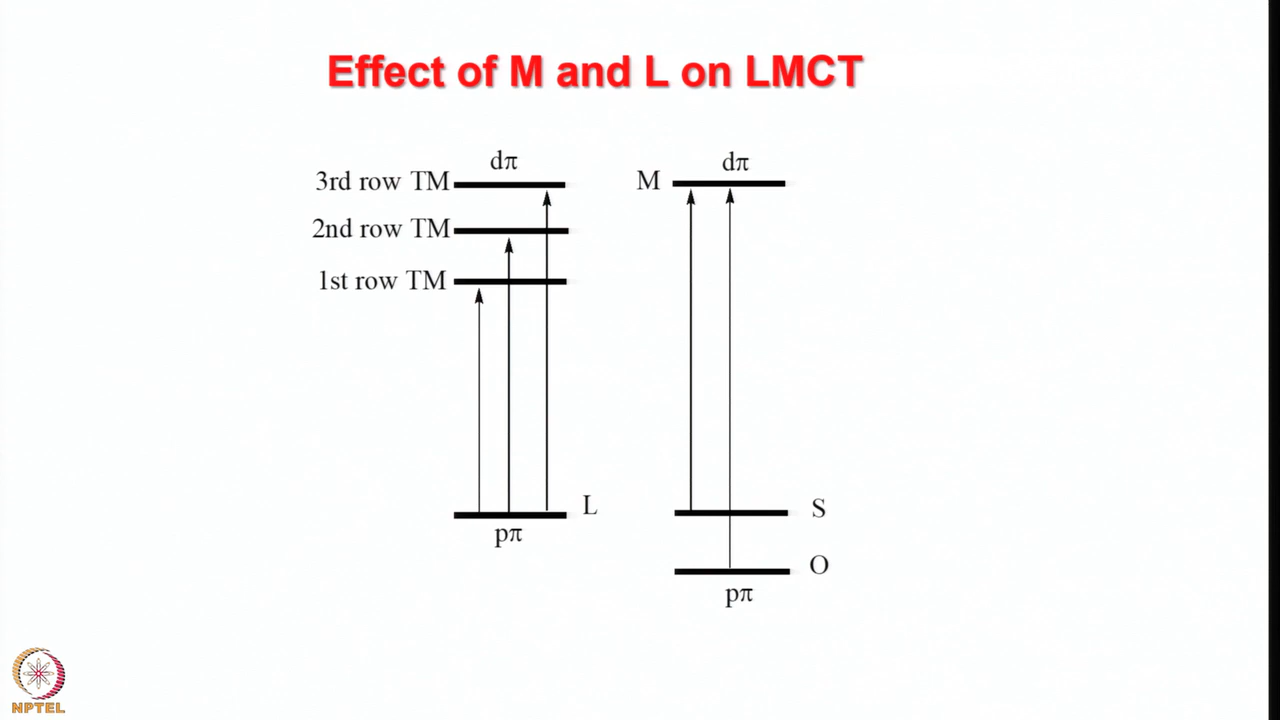 Effect of M and L on LMCT
dπ
3rd row TM
2nd row TM
1st row TM
L
pπ
dπ
M
S
O
pπ
NPTEL